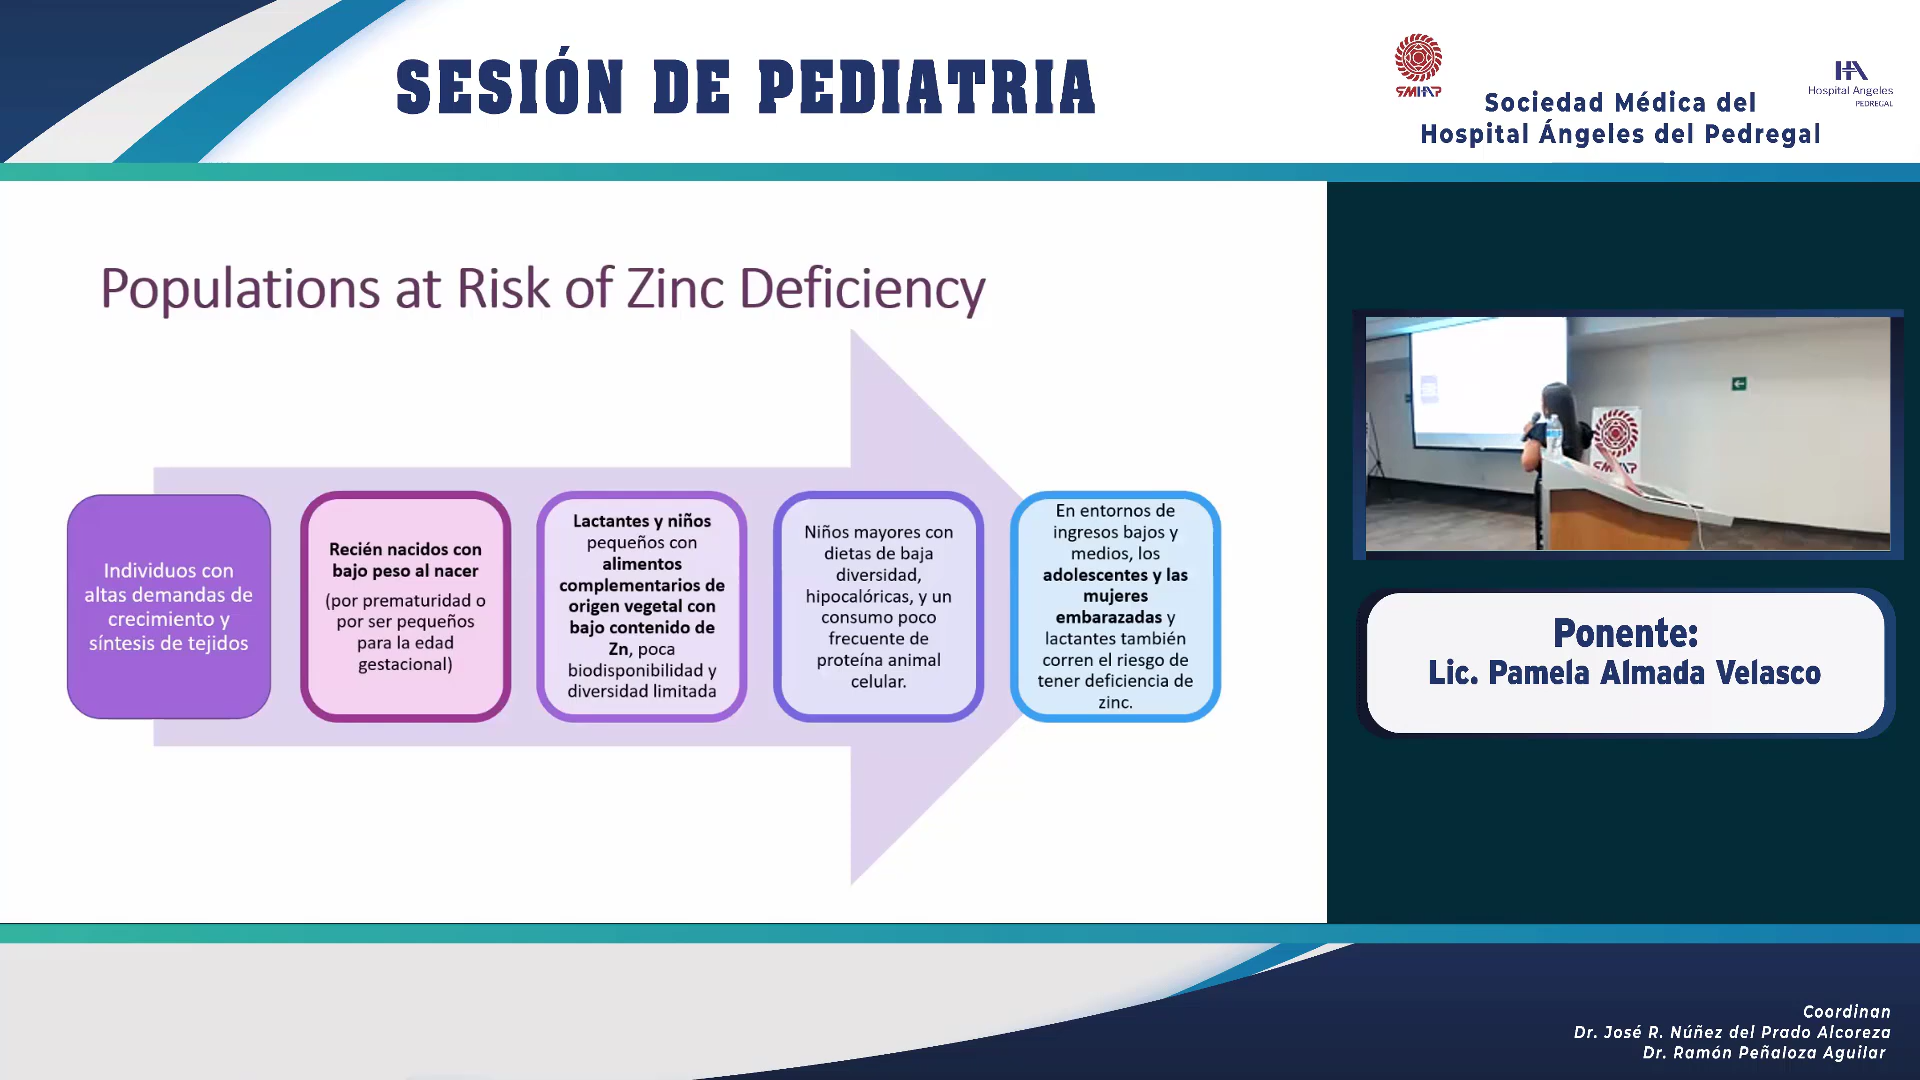 SESIÓN DE PEDIATRIA
SMHAP
Sociedad Médica del
Hospital Ángeles del Pedregal
HA
Hospital Angeles
PEDREGAL
Populations at Risk of Zinc Deficiency
Individuos con
altas demandas de
crecimiento y
síntesis de tejidos
Recién nacidos con
bajo peso al nacer
(por prematuridad o
por ser pequeños
para la edad
gestacional)
Lactantes y niños
pequeños con
alimentos
complementarios de
origen vegetal con
bajo contenido de
Zn, poca
biodisponibilidad y
diversidad limitada
Niños mayores con
dietas de baja
diversidad,
hipocalóricas, y un
consumo poco
frecuente de
proteína animal
celular.
En entornos de
ingresos bajos y
medios, los
adolescentes y las
mujeres
embarazadas y
lactantes también
corren el riesgo de
tener deficiencia de
zinc.
SMHAP
Ponente:
Lic. Pamela Almada Velasco
Coordinan
Dr. José R. Núñez del Prado Alcoreza
Dr. Ramón Peñaloza Aguilar